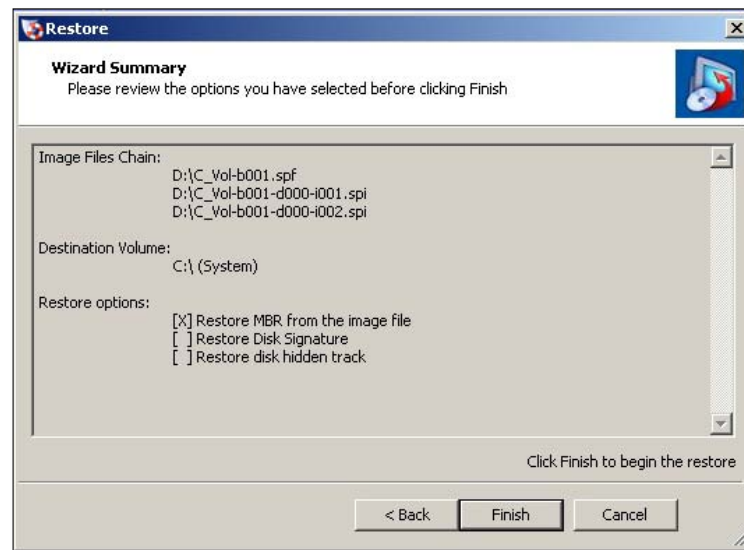 Restore
Wizard Summary
Please review the options you have selected before clicking Finish
Image Files Chain:
D:\C_Vol-b001.spf
D:\C_Vol-b001-d000-i001.spi
D:\C_Vol-b001-d000-i002.spi
Destination Volume:
C:\ (System)
Restore options:
[X] Restore MBR from the image file
[ ] Restore Disk Signature
[ ] Restore disk hidden track
Click Finish to begin the restore
< Back Finish Cancel